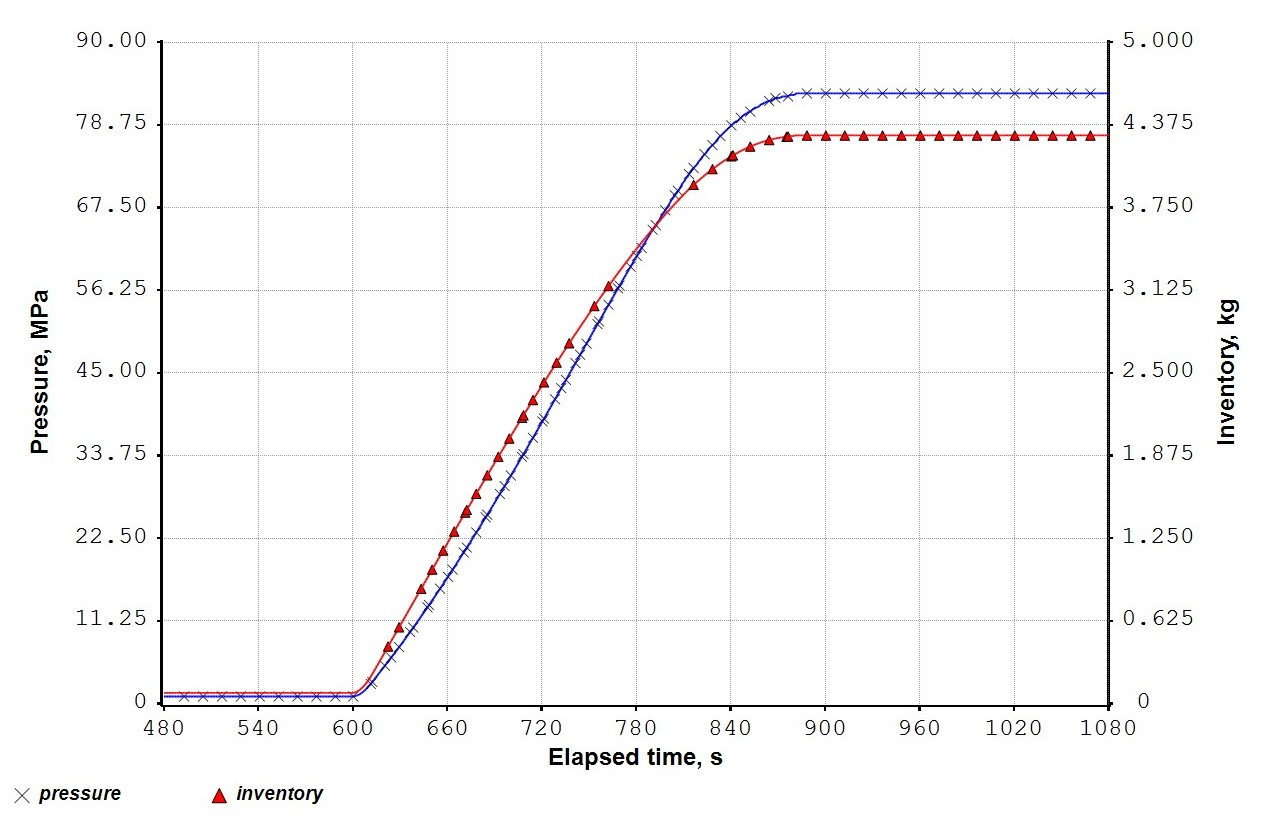 90.00 5.000
78.75 4.375
67.50 3.750
56.25 3.125
45.00 2.500
33.75 1.875
22.50 1.250
11.25 0.625
0 0
Pressure, MPa
Inventory, kg
480 540 600 660 720 780 840 900 960 1020 1080
Elapsed time, s
pressure inventory